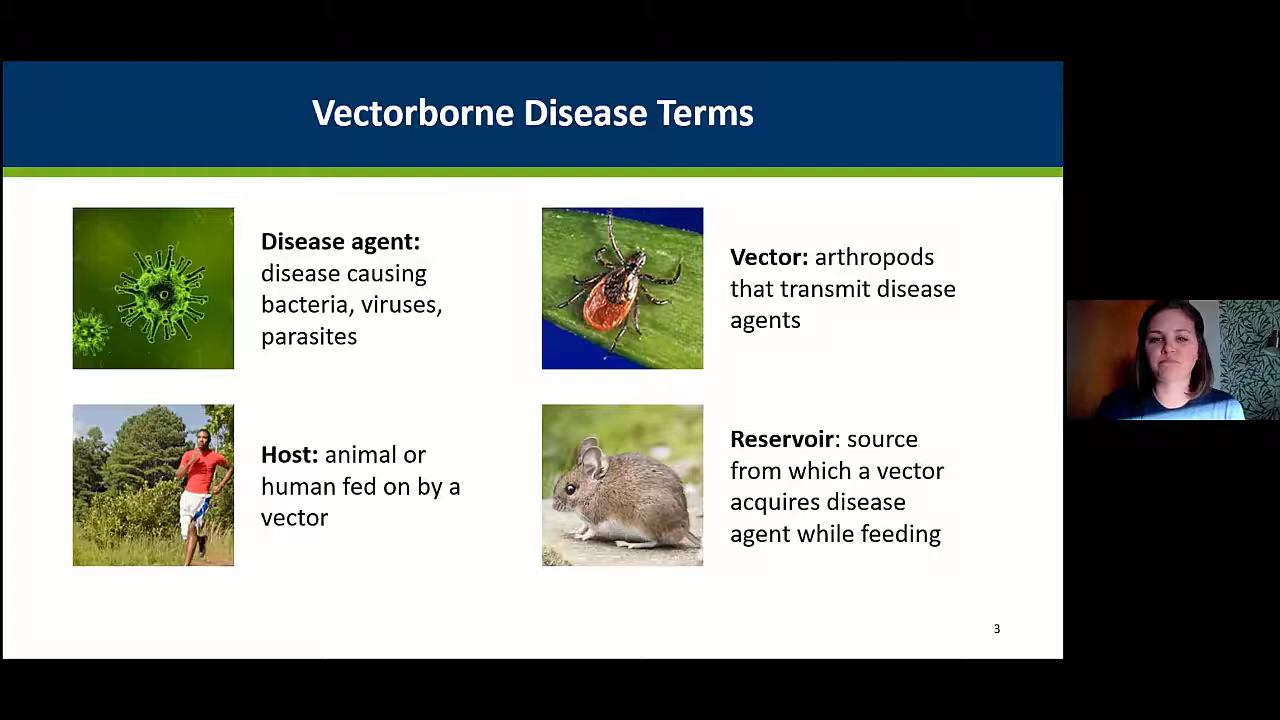 Vectorborne Disease Terms
Disease agent:
disease causing
bacteria, viruses,
parasites
Vector: arthropods
that transmit disease
agents
Host: animal or
human fed on by a
vector
Reservoir: source
from which a vector
acquires disease
agent while feeding
3